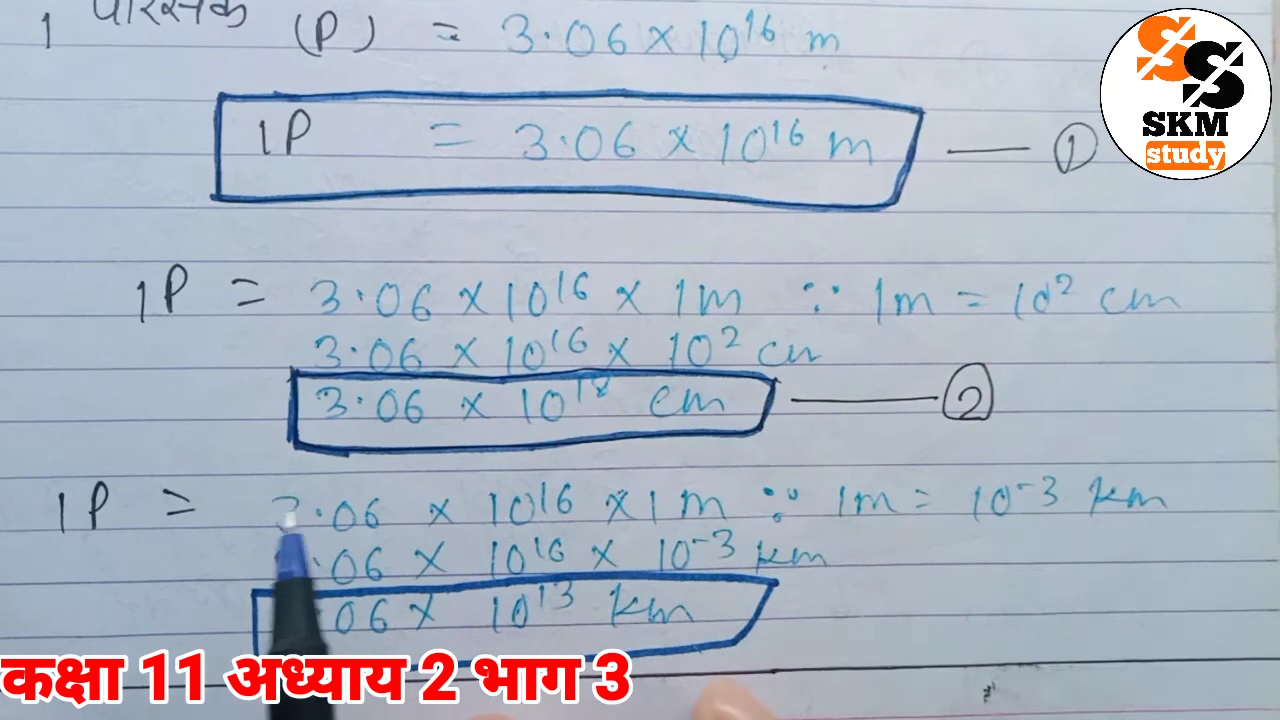 1 पारसेक (P) = 3.06 × 10¹⁶ m
1P = 3.06 × 10¹⁶ m — ①
1P = 3.06 × 10¹⁶ × 1m ∵ 1m = 10² cm
3.06 × 10¹⁶ × 10² cm
3.06 × 10¹⁸ cm — ②
1P = 3.06 × 10¹⁶ × 1m ∵ 1m = 10⁻³ km
.06 × 10¹⁶ × 10⁻³ km
.06 × 10¹³ km
SS
SKM
study
कक्षा 11 अध्याय 2 भाग 3